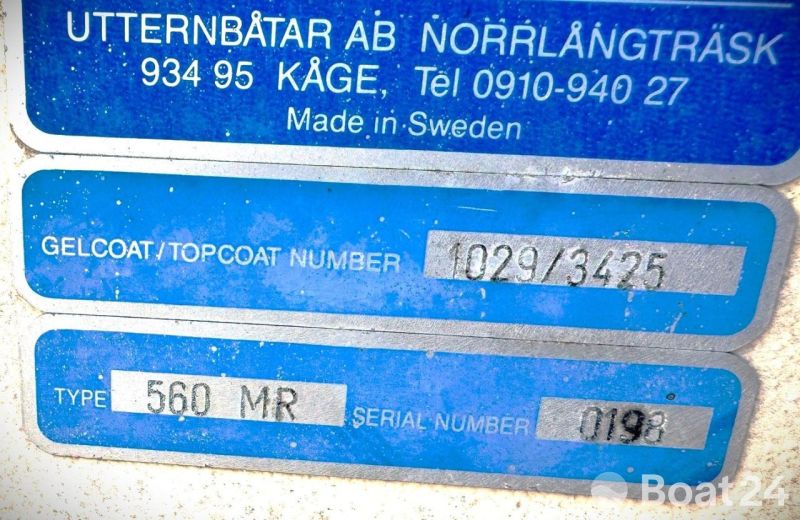 UTTERNBÅTAR AB NORRLÅNGTRÄSK
934 95 KÅGE, Tel 0910-940 27
Made in Sweden
GELCOAT/TOPCOAT NUMBER 1029/3425
TYPE 560 MR SERIAL NUMBER 0198
Boat24